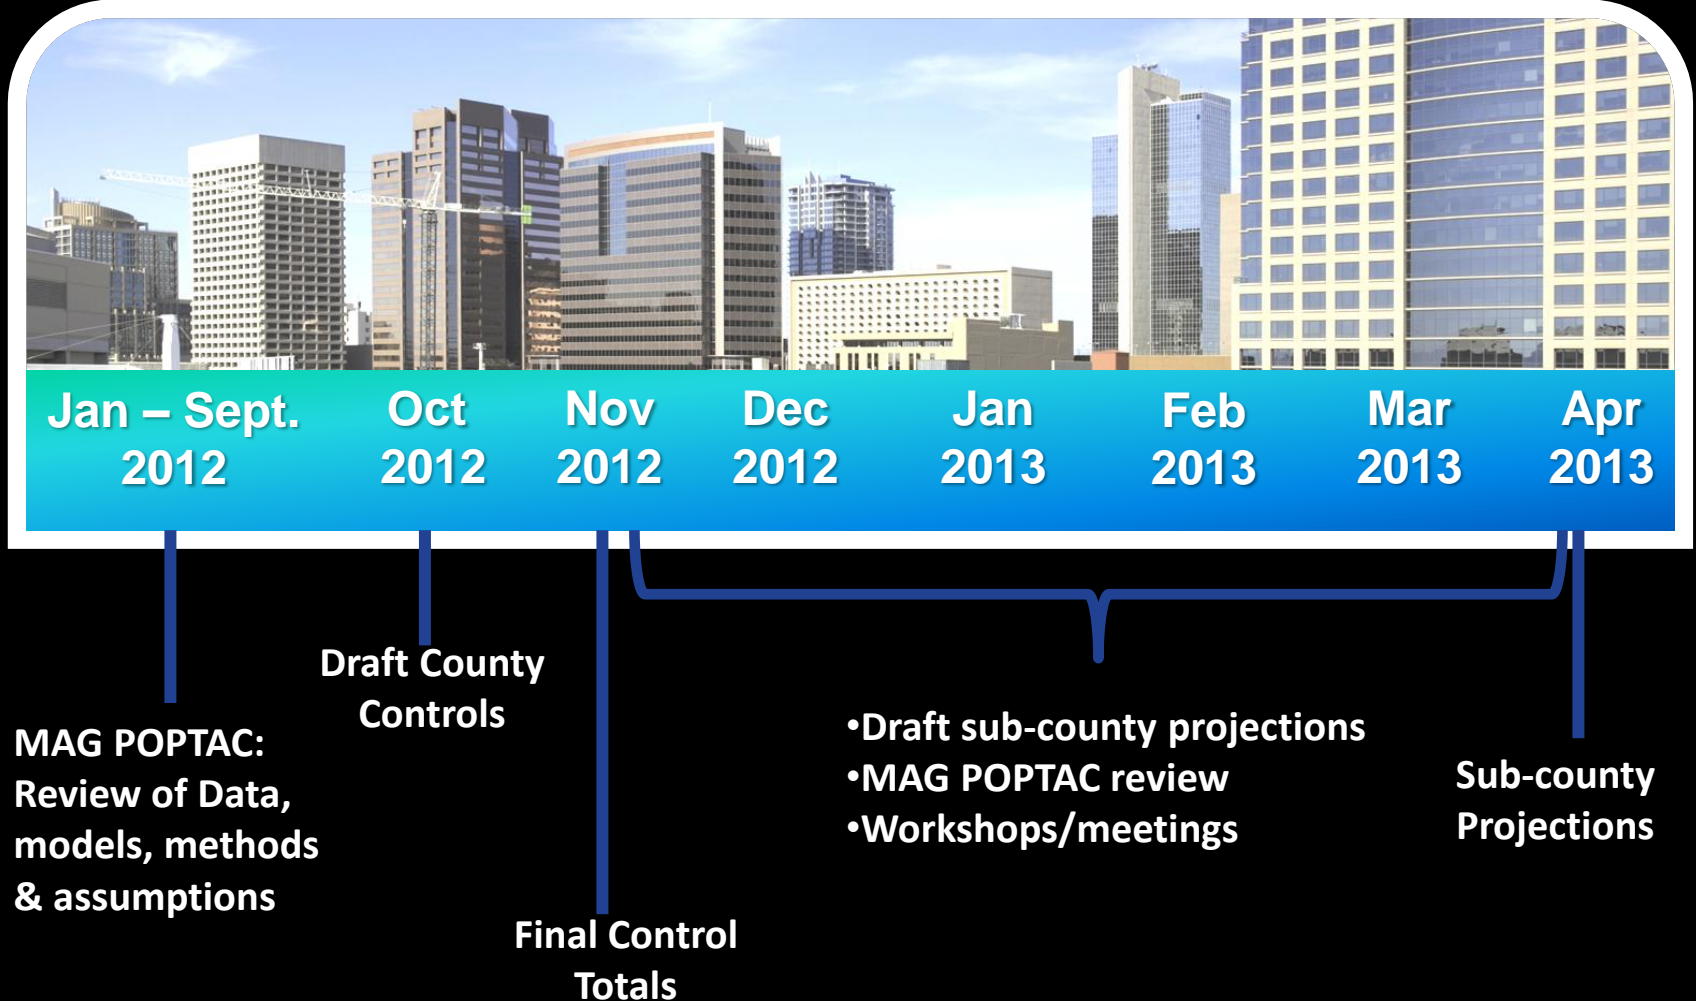 Jan – Sept.
2012
Oct
2012
Nov
2012
Dec
2012
Jan
2013
Feb
2013
Mar
2013
Apr
2013
MAG POPTAC:
Review of Data,
models, methods
& assumptions
Draft County
Controls
Final Control
Totals
•Draft sub-county projections
•MAG POPTAC review
•Workshops/meetings
Sub-county
Projections